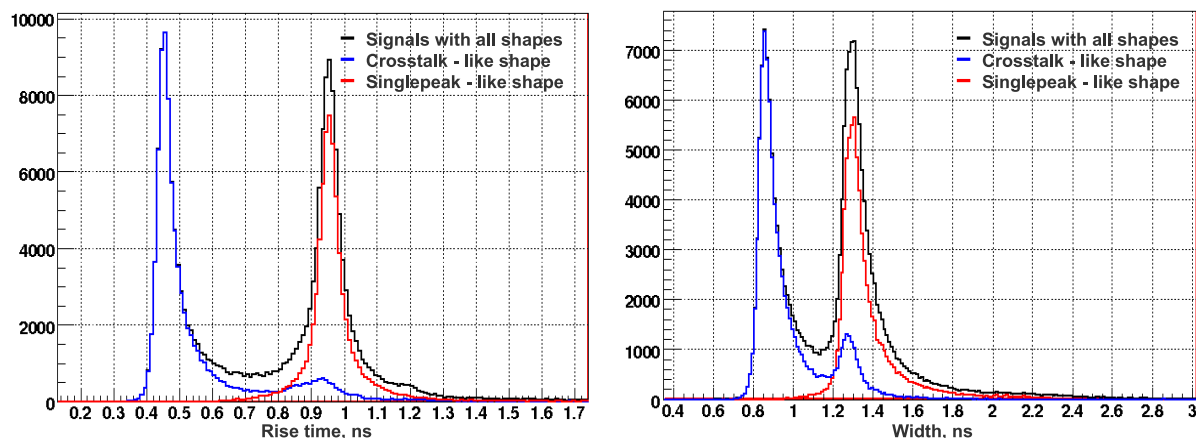 10000
8000
6000
4000
2000
0
Signals with all shapes
Crosstalk - like shape
Singlepeak - like shape
0.2 0.3 0.4 0.5 0.6 0.7 0.8 0.9 1 1.1 1.2 1.3 1.4 1.5 1.6 1.7
Rise time, ns
7000
6000
5000
4000
3000
2000
1000
0
Signals with all shapes
Crosstalk - like shape
Singlepeak - like shape
0.4 0.6 0.8 1 1.2 1.4 1.6 1.8 2 2.2 2.4 2.6 2.8 3
Width, ns